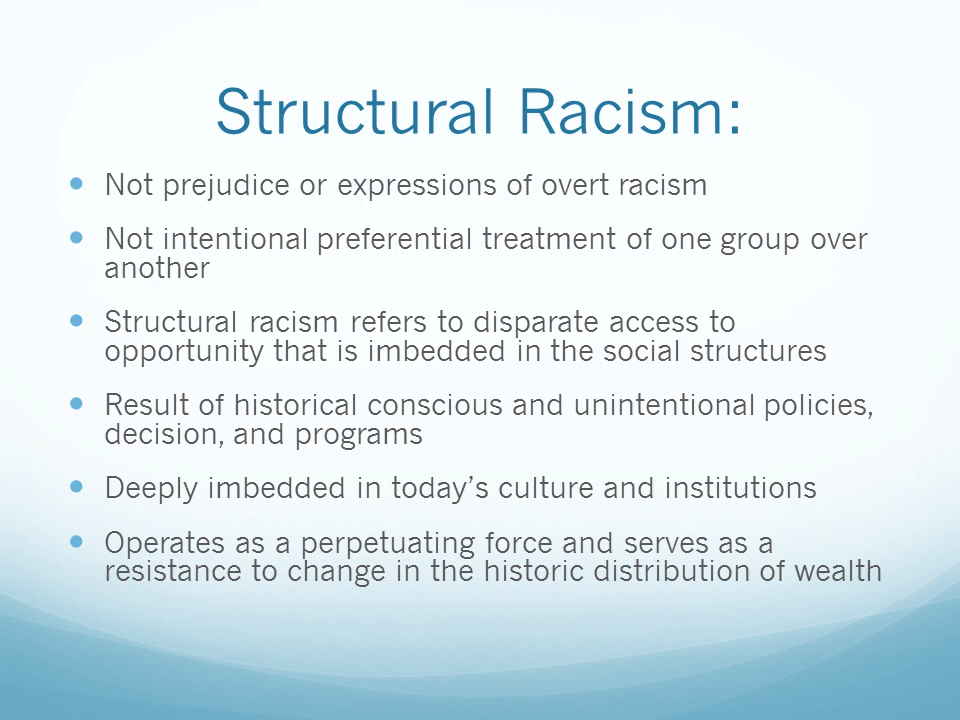 Structural Racism:
• Not prejudice or expressions of overt racism
• Not intentional preferential treatment of one group over
another
• Structural racism refers to disparate access to
opportunity that is imbedded in the social structures
• Result of historical conscious and unintentional policies,
decision, and programs
• Deeply imbedded in today’s culture and institutions
• Operates as a perpetuating force and serves as a
resistance to change in the historic distribution of wealth